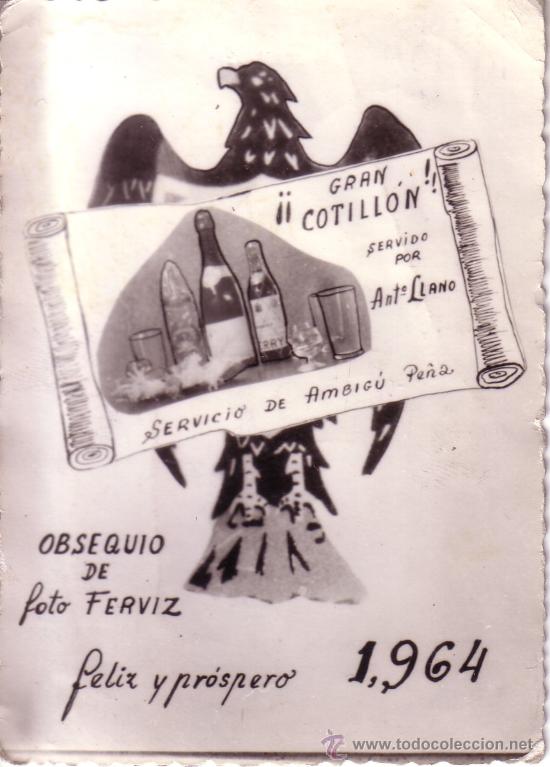 ¡¡ GRAN
COTILLÓN !!
SERVIDO
POR
Antº LLANO
TERRY
SERVICIO DE AMBIGÚ Peña
OBSEQUIO
DE
foto FERVIZ
feliz y próspero 1,964
www.todocoleccion.net